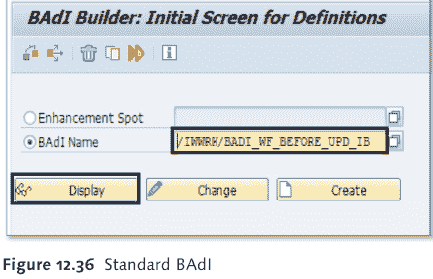 BAdI Builder: Initial Screen for Definitions
Enhancement Spot
BAdI Name /IWWRK/BADI_WF_BEFORE_UPD_IB
Display Change Create
Figure 12.36 Standard BAdI